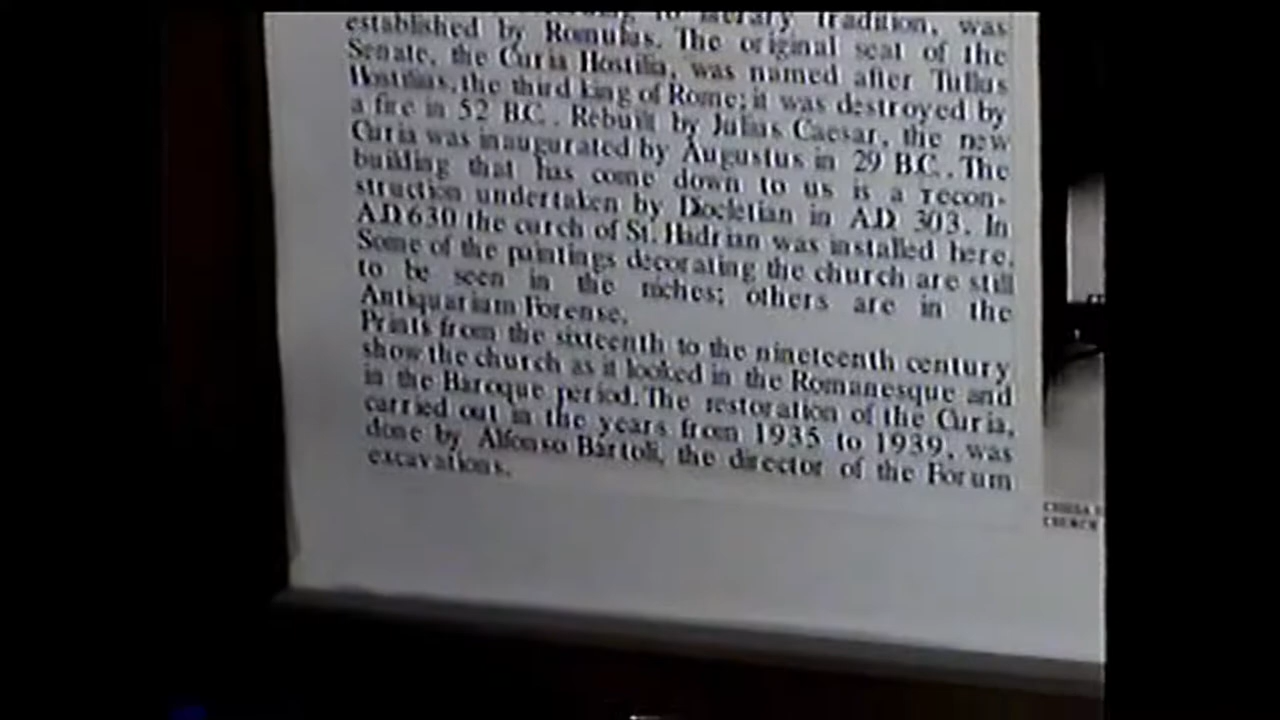 to literary tradition, was
established by Romulus. The original seat of the
Senate, the Curia Hostilia, was named after Tullus
Hostilius, the third king of Rome; it was destroyed by
a fire in 52 B.C. . Rebuilt by Julius Caesar, the new
Curia was inaugurated by Augustus in 29 B.C. . The
building that has come down to us is a recon-
struction undertaken by Diocletian in A.D. 303. In
A.D 630 the curch of St. Hadrian was installed here.
Some of the paintings decorating the church are still
to be seen in the niches; others are in the
Antiquarium Forense.
Prints from the sixteenth to the nineteenth century
show the church as it looked in the Romanesque and
in the Baroque period. The restoration of the Curia,
carried out in the years from 1935 to 1939, was
done by Alfonso Bartoli, the director of the Forum
excavations.
CHIESA
CHURCH